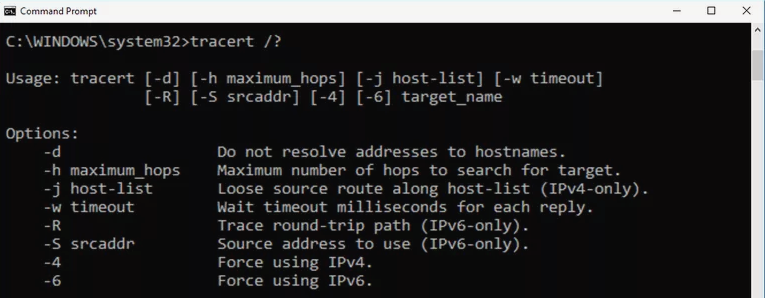 Command Prompt
C:\WINDOWS\system32>tracert /?
Usage: tracert [-d] [-h maximum_hops] [-j host-list] [-w timeout]
[-R] [-S srcaddr] [-4] [-6] target_name
Options:
-d Do not resolve addresses to hostnames.
-h maximum_hops Maximum number of hops to search for target.
-j host-list Loose source route along host-list (IPv4-only).
-w timeout Wait timeout milliseconds for each reply.
-R Trace round-trip path (IPv6-only).
-S srcaddr Source address to use (IPv6-only).
-4 Force using IPv4.
-6 Force using IPv6.